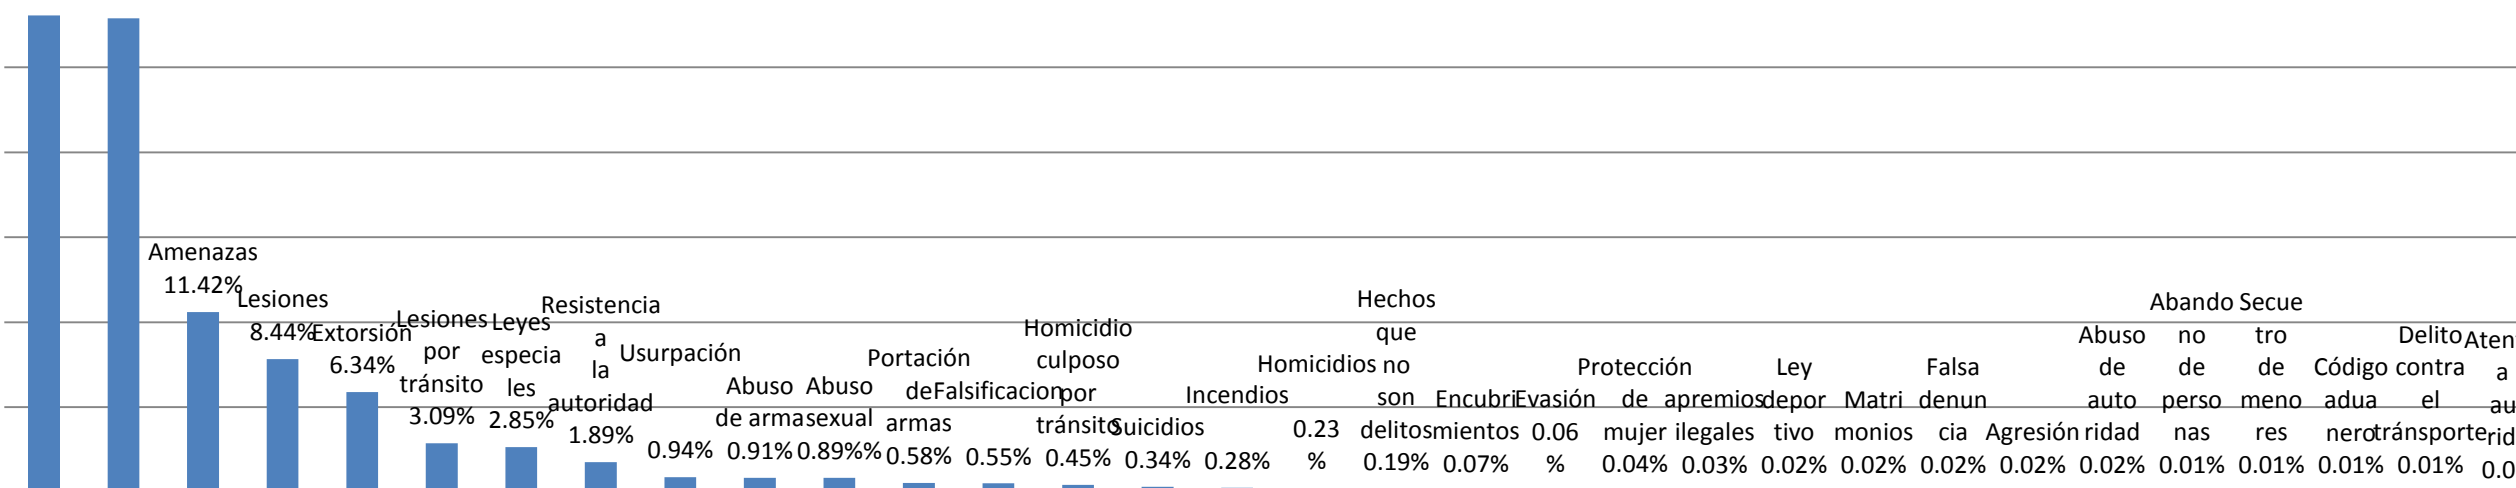 Amenazas
11.42%
Lesiones
8.44%
Extorsión
6.34%
Lesiones
por
tránsito
3.09%
Leyes
especia
les
2.85%
Resistencia
a
la
autoridad
1.89%
Usurpación
0.94%
Abuso
de arma
0.91%
Abuso
sexual
0.89%%
Portación
de
armas
0.58%
Falsificacion
0.55%
Homicidio
culposo
por
tránsito
0.45%
Suicidios
0.34%
Incendios
0.28%
Homicidios
0.23
%
Hechos
que
no
son
delitos
0.19%
Encubri
mientos
0.07%
Evasión
0.06
%
Protección
de
mujer
0.04%
apremios
ilegales
0.03%
Ley
depor
tivo
0.02%
Matri
monios
0.02%
Falsa
denun
cia
0.02%
Agresión
0.02%
Abuso
de
auto
ridad
0.02%
Abando
no
de
perso
nas
0.01%
Secue
tro
de
meno
res
0.01%
Código
adua
nero
0.01%
Delito
contra
el
tránsporte
0.01%
Aten
a
au
rid
0.0